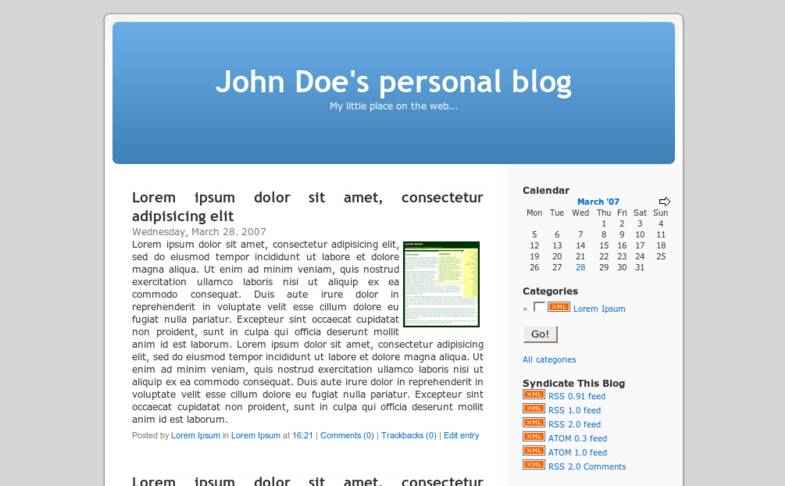 John Doe's personal blog
My little place on the web...
Lorem ipsum dolor sit amet, consectetur
adipisicing elit
Wednesday, March 28. 2007
Lorem ipsum dolor sit amet, consectetur adipisicing elit,
sed do eiusmod tempor incididunt ut labore et dolore
magna aliqua. Ut enim ad minim veniam, quis nostrud
exercitation ullamco laboris nisi ut aliquip ex ea
commodo consequat. Duis aute irure dolor in
reprehenderit in voluptate velit esse cillum dolore eu
fugiat nulla pariatur. Excepteur sint occaecat cupidatat
non proident, sunt in culpa qui officia deserunt mollit
anim id est laborum. Lorem ipsum dolor sit amet, consectetur adipisicing
elit, sed do eiusmod tempor incididunt ut labore et dolore magna aliqua. Ut
enim ad minim veniam, quis nostrud exercitation ullamco laboris nisi ut
aliquip ex ea commodo consequat. Duis aute irure dolor in reprehenderit in
voluptate velit esse cillum dolore eu fugiat nulla pariatur. Excepteur sint
occaecat cupidatat non proident, sunt in culpa qui officia deserunt mollit
anim id est laborum.
Posted by Lorem Ipsum in Lorem Ipsum at 16:21 | Comments (0) | Trackbacks (0) | Edit entry
Lorem ipsum dolor sit amet, consectetur
Calendar
March '07
Mon Tue Wed Thu Fri Sat Sun
1 2 3 4
5 6 7 8 9 10 11
12 13 14 15 16 17 18
19 20 21 22 23 24 25
26 27 28 29 30 31
Categories
» XML Lorem Ipsum
Go!
All categories
Syndicate This Blog
XML RSS 0.91 feed
XML RSS 1.0 feed
XML RSS 2.0 feed
XML ATOM 0.3 feed
XML ATOM 1.0 feed
XML RSS 2.0 Comments